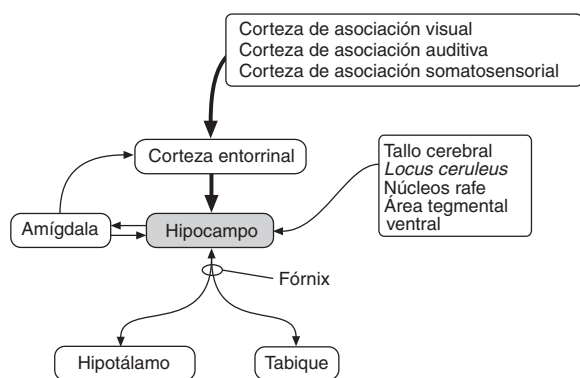 Corteza de asociación visual
Corteza de asociación auditiva
Corteza de asociación somatosensorial
Corteza entorrinal
Tallo cerebral
Locus ceruleus
Núcleos rafe
Área tegmental
ventral
Amígdala
Hipocampo
Fórnix
Hipotálamo
Tabique